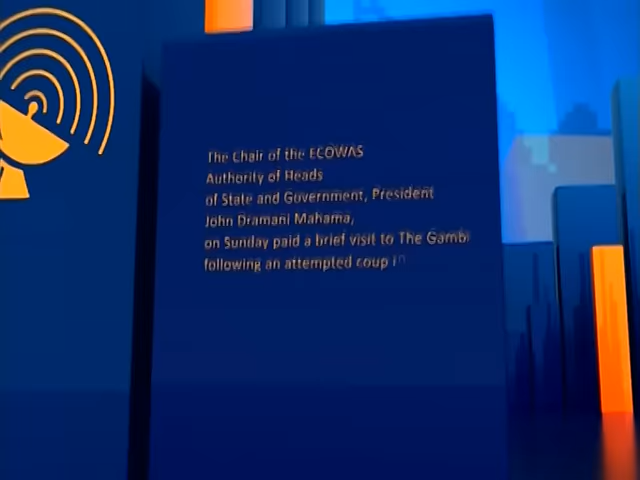 The Chair of the ECOWAS
Authority of Heads
of State and Government, President
John Dramani Mahama,
on Sunday paid a brief visit to The Gambi
following an attempted coup in